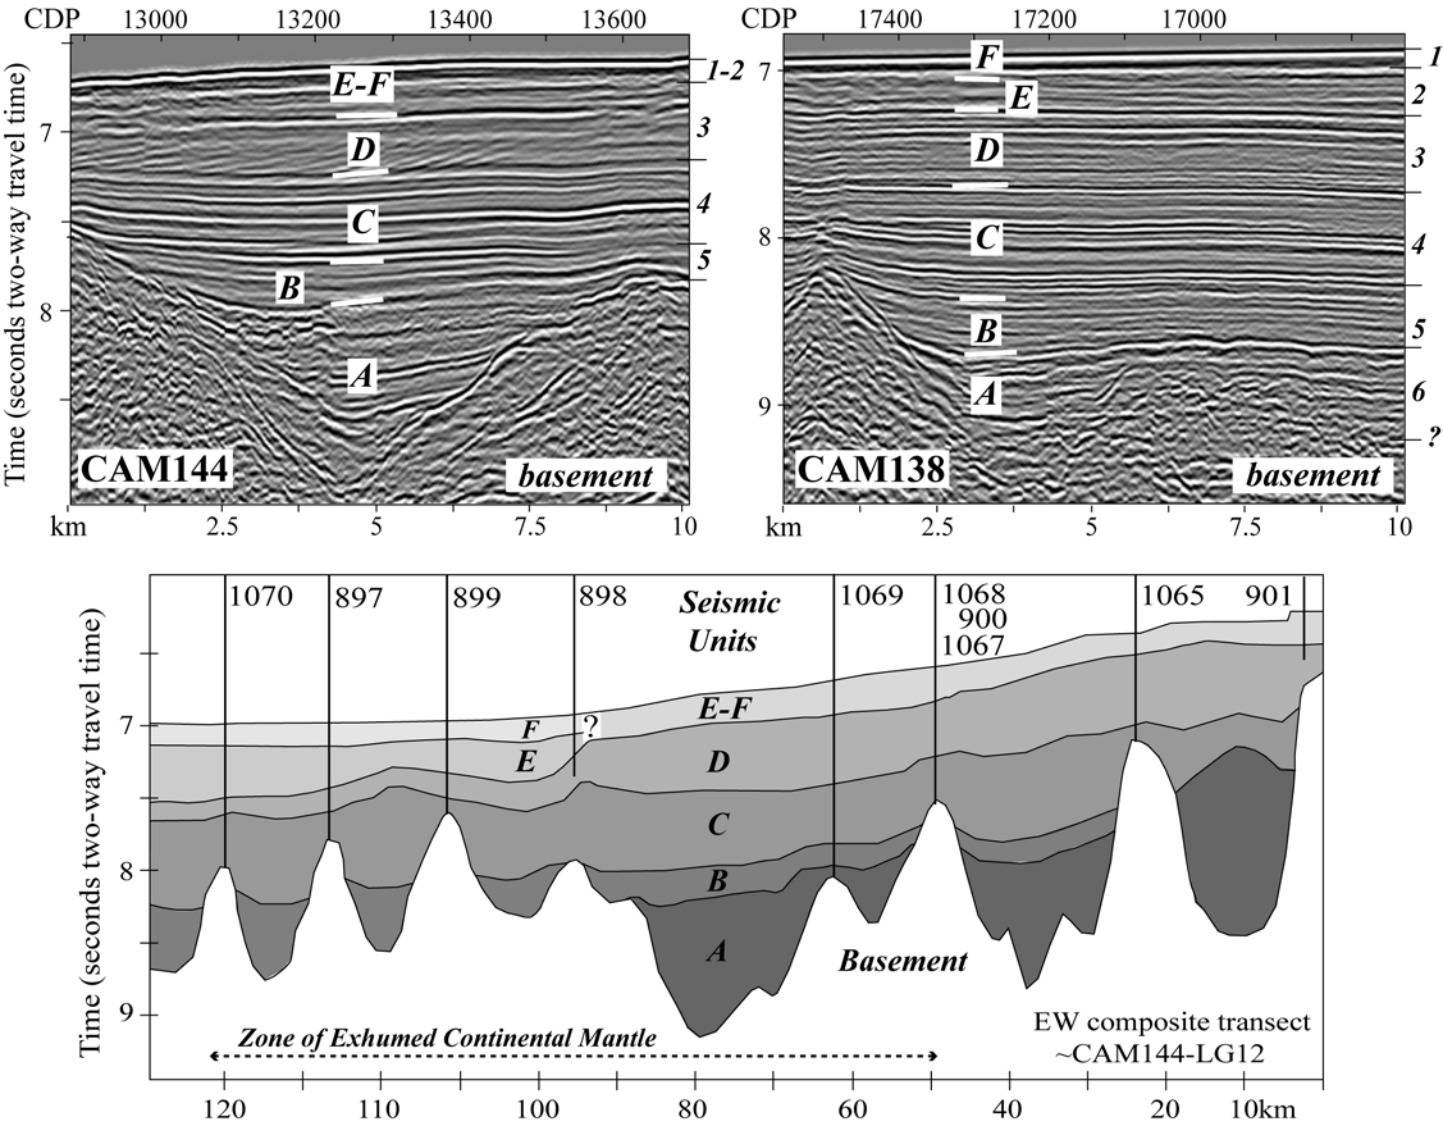 CDP 13000 13200 13400 13600
Time (seconds two-way travel time)
7
8
E-F
D
C
B
A
1-2
3
4
5
CAM144
basement
km 2.5 5 7.5 10
CDP 17400 17200 17000
7
8
9
F
E
D
C
B
A
1
2
3
4
5
6
?
CAM138
basement
km 2.5 5 7.5 10
Time (seconds two-way travel time)
7
8
9
1070 897 899 898 Seismic 1069 1068 1065 901
Units
900
1067
E-F
F ?
E D
C
B
A
Basement
Zone of Exhumed Continental Mantle
EW composite transect
~CAM144-LG12
120 110 100 80 60 40 20 10km